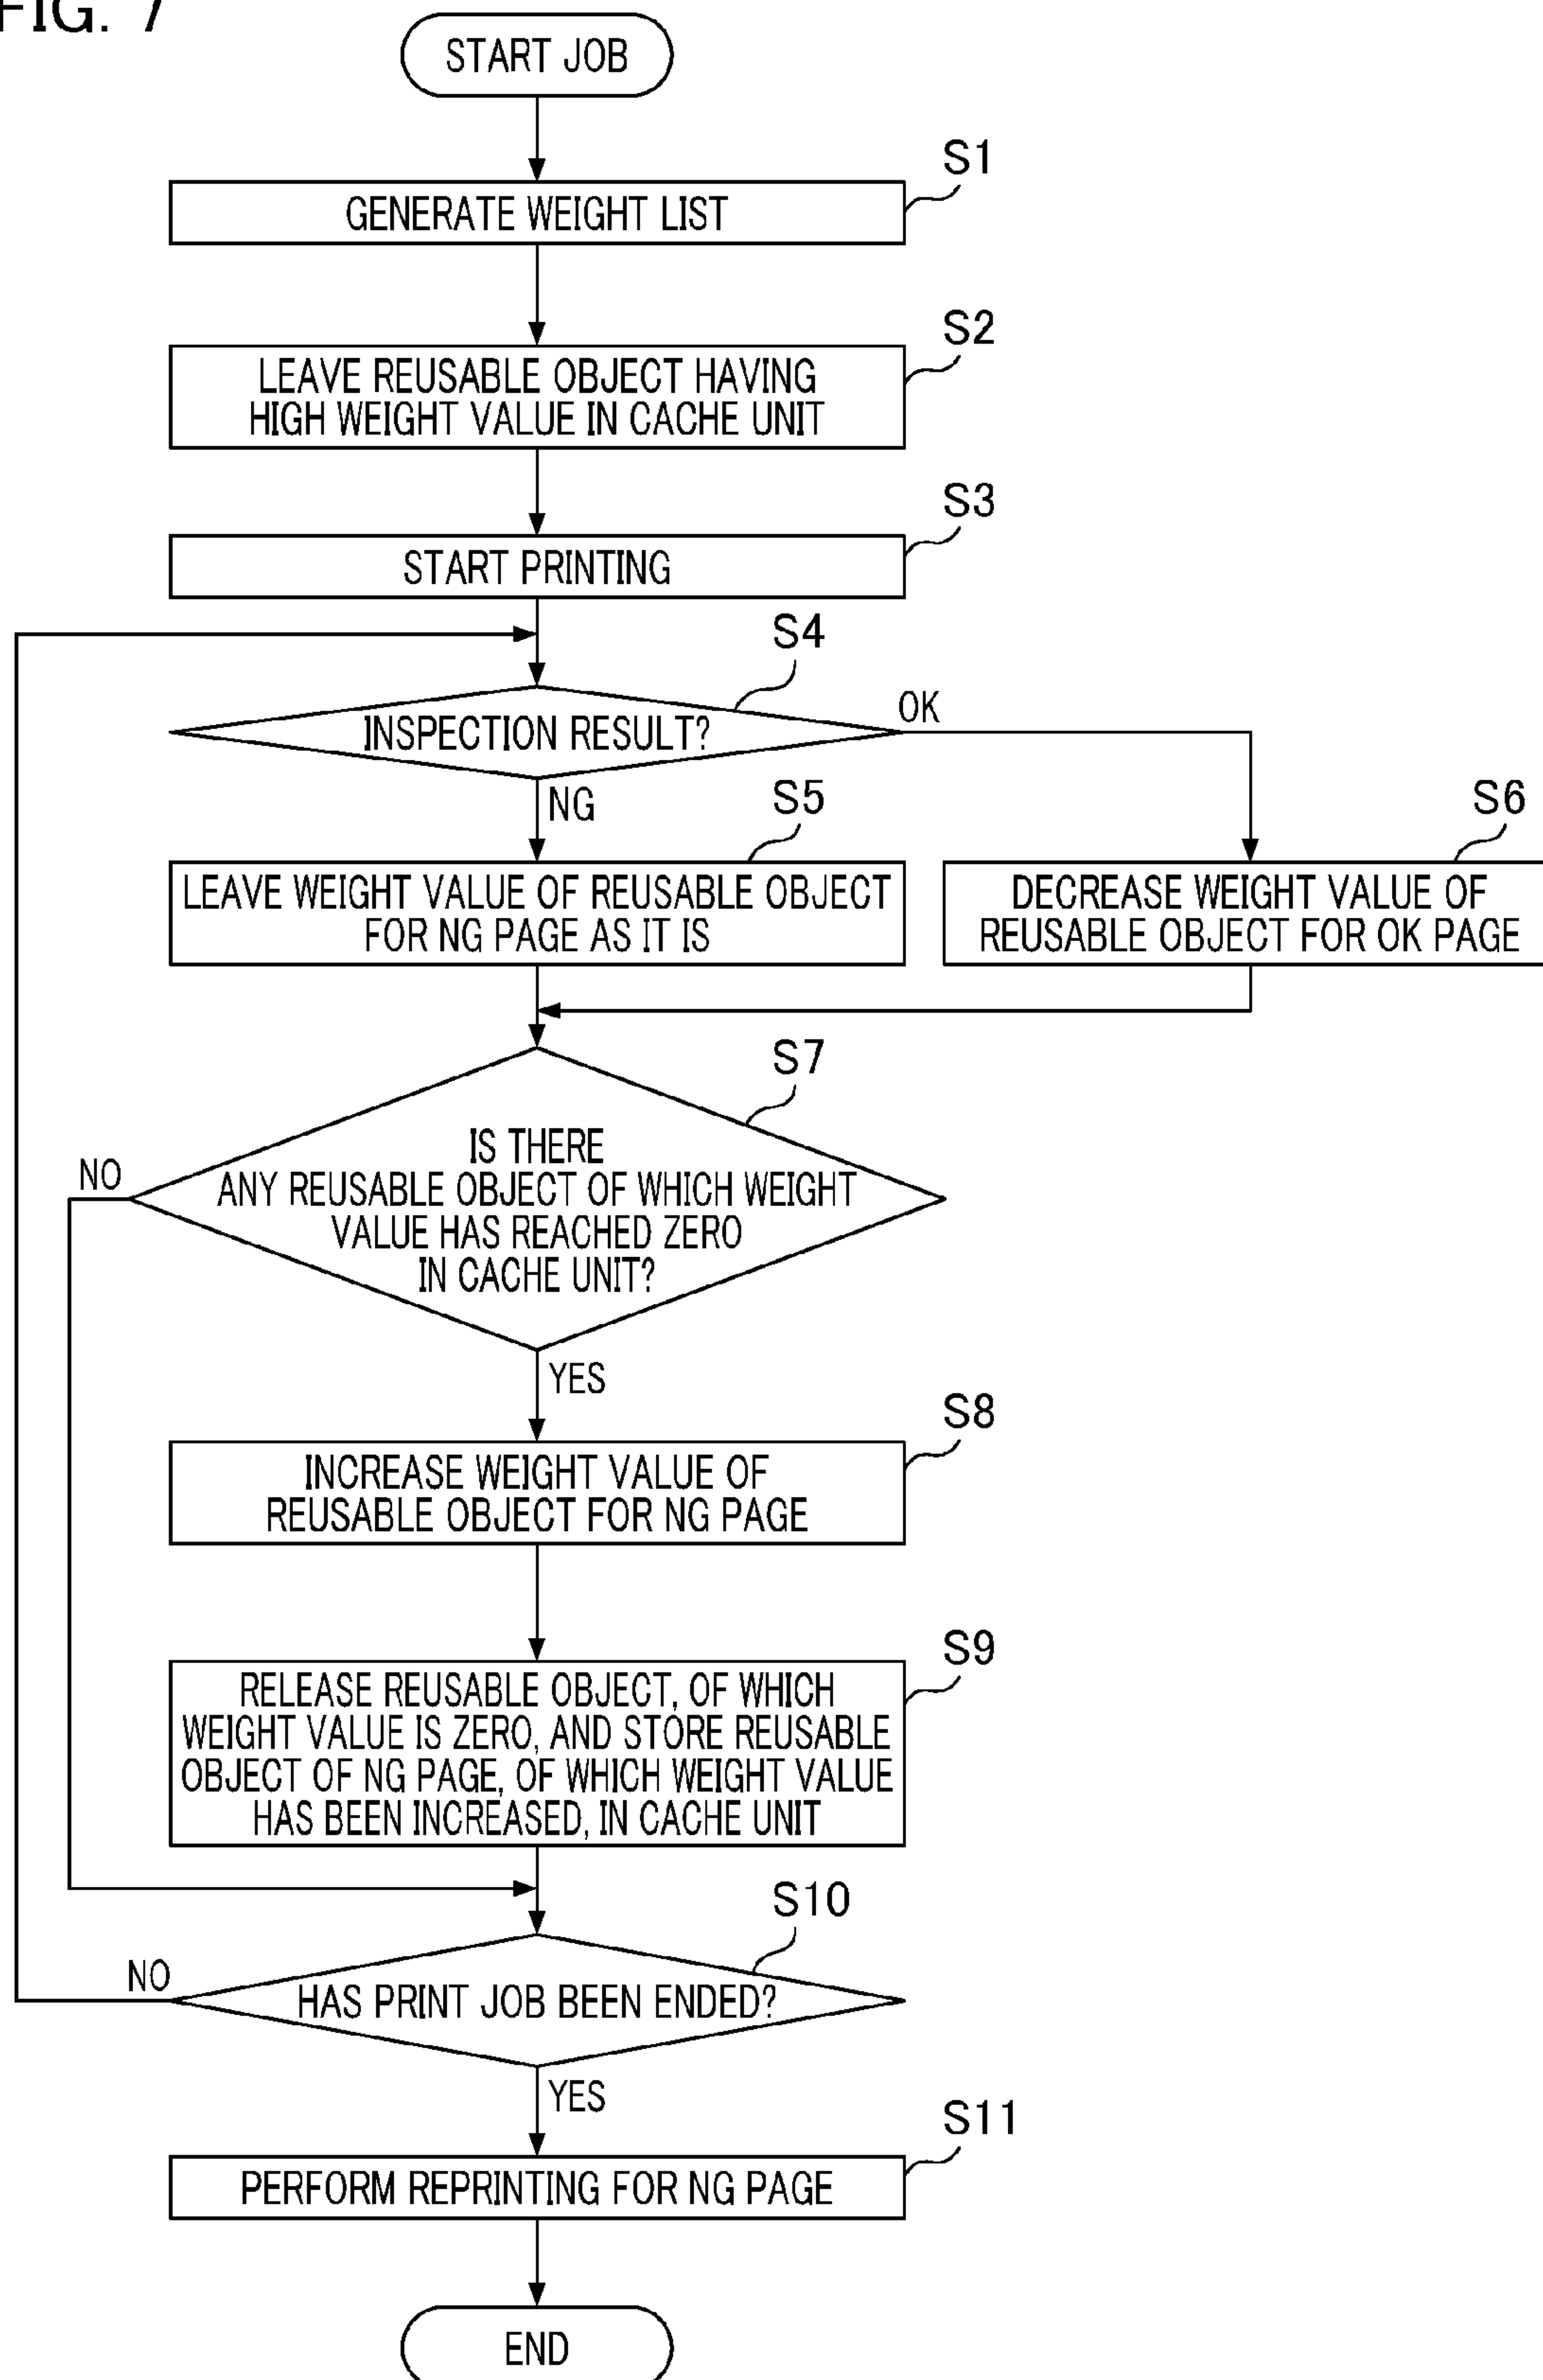 FIG. 7
START JOB
S1
GENERATE WEIGHT LIST
S2
LEAVE REUSABLE OBJECT HAVING
HIGH WEIGHT VALUE IN CACHE UNIT
S3
START PRINTING
S4
INSPECTION RESULT?
OK
NG
S5
LEAVE WEIGHT VALUE OF REUSABLE OBJECT
FOR NG PAGE AS IT IS
S6
DECREASE WEIGHT VALUE OF
REUSABLE OBJECT FOR OK PAGE
S7
IS THERE
ANY REUSABLE OBJECT OF WHICH WEIGHT
VALUE HAS REACHED ZERO
IN CACHE UNIT?
NO
YES
S8
INCREASE WEIGHT VALUE OF
REUSABLE OBJECT FOR NG PAGE
S9
RELEASE REUSABLE OBJECT, OF WHICH
WEIGHT VALUE IS ZERO, AND STORE REUSABLE
OBJECT OF NG PAGE, OF WHICH WEIGHT VALUE
HAS BEEN INCREASED, IN CACHE UNIT
S10
HAS PRINT JOB BEEN ENDED?
NO
YES
S11
PERFORM REPRINTING FOR NG PAGE
END